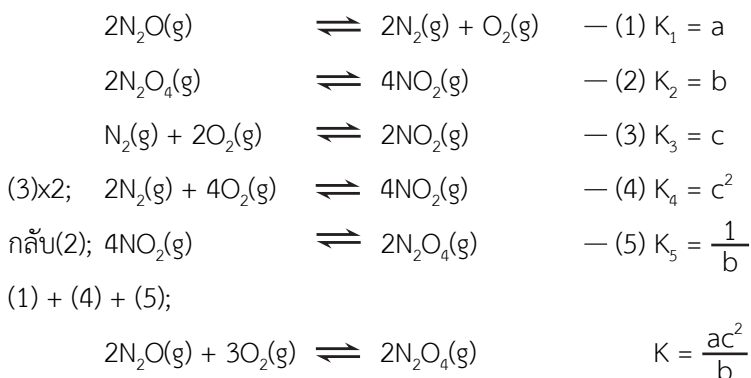 2N₂O(g) ⇌ 2N₂(g) + O₂(g) — (1) K₁ = a
2N₂O₄(g) ⇌ 4NO₂(g) — (2) K₂ = b
N₂(g) + 2O₂(g) ⇌ 2NO₂(g) — (3) K₃ = c
(3)x2; 2N₂(g) + 4O₂(g) ⇌ 4NO₂(g) — (4) K₄ = c²
กลับ(2); 4NO₂(g) ⇌ 2N₂O₄(g) — (5) K₅ = 1/b
(1) + (4) + (5);
2N₂O(g) + 3O₂(g) ⇌ 2N₂O₄(g) K = ac²/b